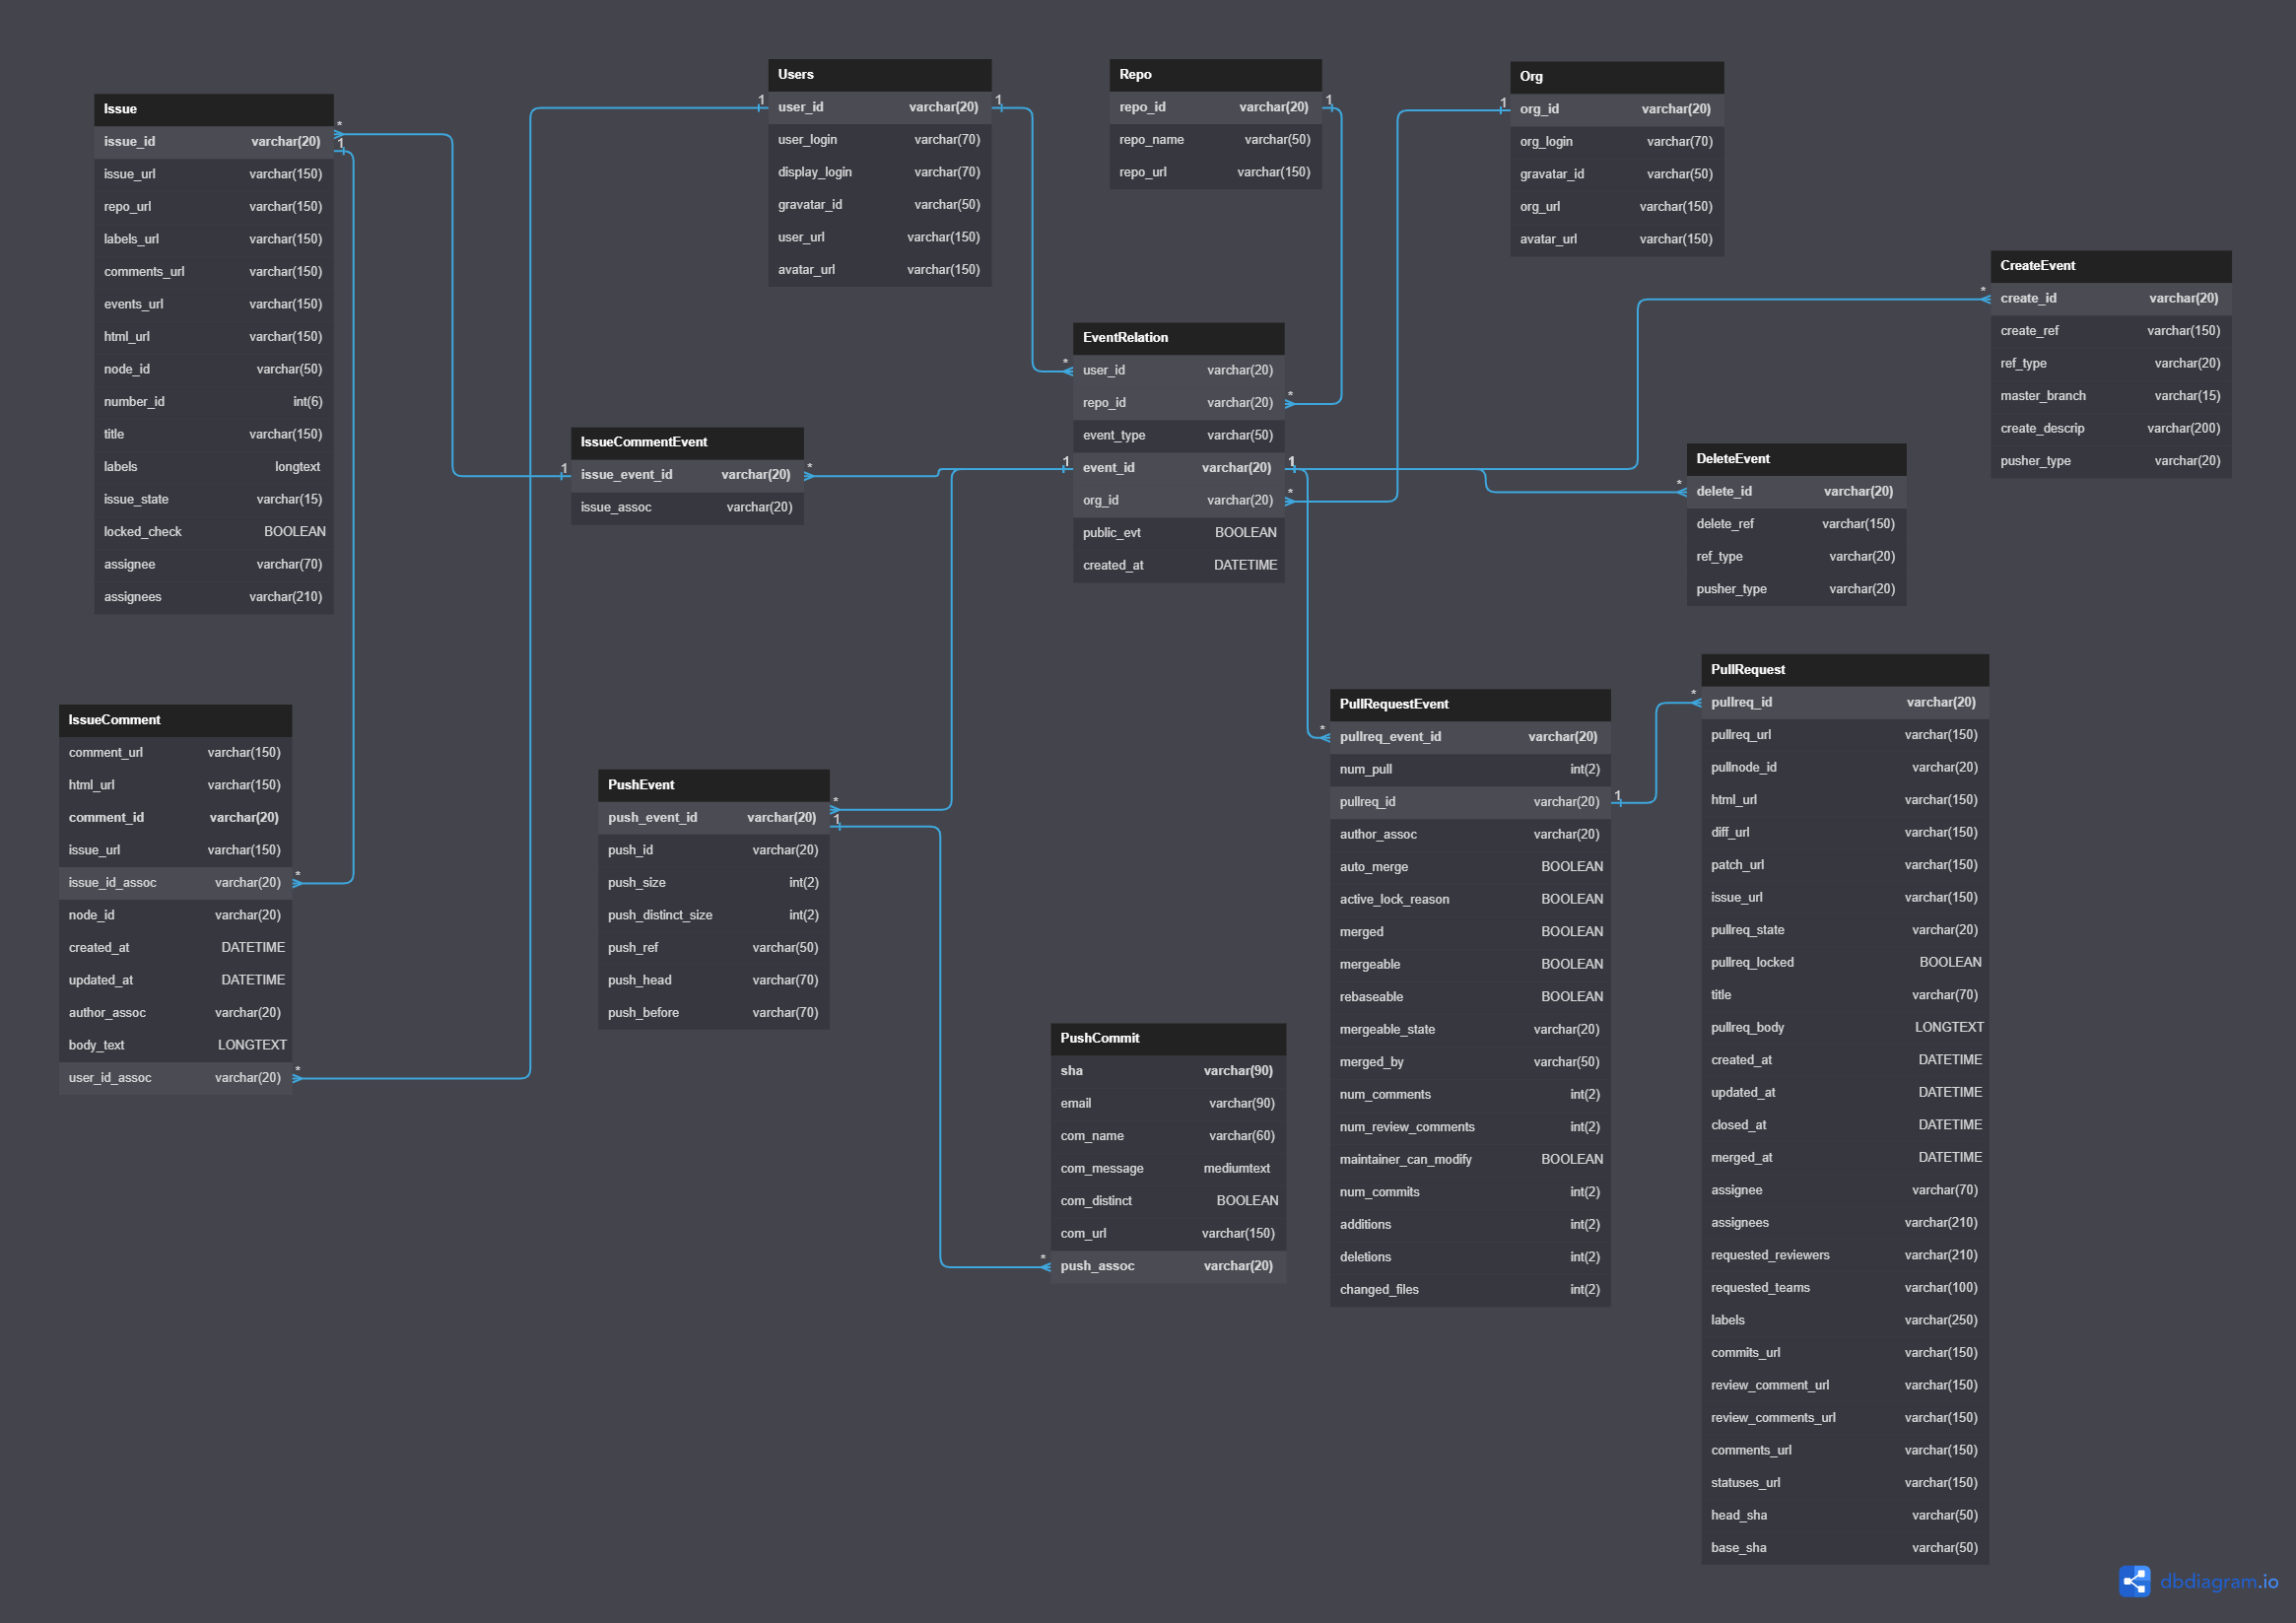 Issue
issue_id varchar(20)
issue_url varchar(150)
repo_url varchar(150)
labels_url varchar(150)
comments_url varchar(150)
events_url varchar(150)
html_url varchar(150)
node_id varchar(50)
number_id int(6)
title varchar(150)
labels longtext
issue_state varchar(15)
locked_check BOOLEAN
assignee varchar(70)
assignees varchar(210)
* 
1
Users
user_id varchar(20)
user_login varchar(70)
display_login varchar(70)
gravatar_id varchar(50)
user_url varchar(150)
avatar_url varchar(150)
1
1
Repo
repo_id varchar(20)
repo_name varchar(50)
repo_url varchar(150)
1
Org
org_id varchar(20)
org_login varchar(70)
gravatar_id varchar(50)
org_url varchar(150)
avatar_url varchar(150)
1
CreateEvent
create_id varchar(20)
create_ref varchar(150)
ref_type varchar(20)
master_branch varchar(15)
create_descrip varchar(200)
pusher_type varchar(20)
*
EventRelation
user_id varchar(20)
repo_id varchar(20)
event_type varchar(50)
event_id varchar(20)
org_id varchar(20)
public_evt BOOLEAN
created_at DATETIME
*
*
1
1
*
IssueCommentEvent
issue_event_id varchar(20)
issue_assoc varchar(20)
1
*
DeleteEvent
delete_id varchar(20)
delete_ref varchar(150)
ref_type varchar(20)
pusher_type varchar(20)
*
IssueComment
comment_url varchar(150)
html_url varchar(150)
comment_id varchar(20)
issue_url varchar(150)
issue_id_assoc varchar(20)
node_id varchar(20)
created_at DATETIME
updated_at DATETIME
author_assoc varchar(20)
body_text LONGTEXT
user_id_assoc varchar(20)
*
*
PushEvent
push_event_id varchar(20)
push_id varchar(20)
push_size int(2)
push_distinct_size int(2)
push_ref varchar(50)
push_head varchar(70)
push_before varchar(70)
*
1
PushCommit
sha varchar(90)
email varchar(90)
com_name varchar(60)
com_message mediumtext
com_distinct BOOLEAN
com_url varchar(150)
push_assoc varchar(20)
*
PullRequestEvent
pullreq_event_id varchar(20)
num_pull int(2)
pullreq_id varchar(20)
author_assoc varchar(20)
auto_merge BOOLEAN
active_lock_reason BOOLEAN
merged BOOLEAN
mergeable BOOLEAN
rebaseable BOOLEAN
mergeable_state varchar(20)
merged_by varchar(50)
num_comments int(2)
num_review_comments int(2)
maintainer_can_modify BOOLEAN
num_commits int(2)
additions int(2)
deletions int(2)
changed_files int(2)
*
1
PullRequest
pullreq_id varchar(20)
pullreq_url varchar(150)
pullnode_id varchar(20)
html_url varchar(150)
diff_url varchar(150)
patch_url varchar(150)
issue_url varchar(150)
pullreq_state varchar(20)
pullreq_locked BOOLEAN
title varchar(70)
pullreq_body LONGTEXT
created_at DATETIME
updated_at DATETIME
closed_at DATETIME
merged_at DATETIME
assignee varchar(70)
assignees varchar(210)
requested_reviewers varchar(210)
requested_teams varchar(100)
labels varchar(250)
commits_url varchar(150)
review_comment_url varchar(150)
review_comments_url varchar(150)
comments_url varchar(150)
statuses_url varchar(150)
head_sha varchar(50)
base_sha varchar(50)
*
dbdiagram.io